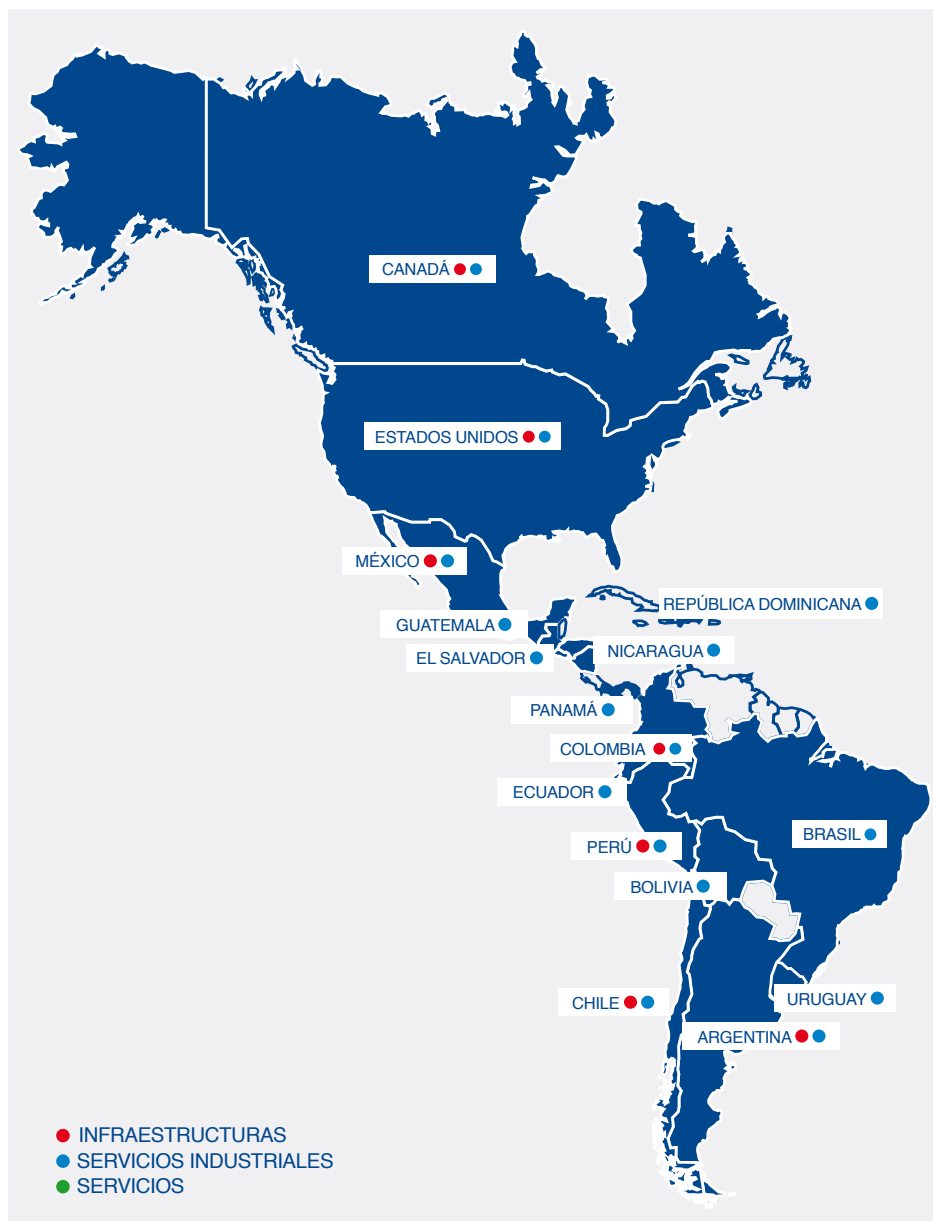 CANADÁ
ESTADOS UNIDOS
MÉXICO
REPÚBLICA DOMINICANA
GUATEMALA
NICARAGUA
EL SALVADOR
PANAMÁ
COLOMBIA
ECUADOR
BRASIL
PERÚ
BOLIVIA
URUGUAY
CHILE
ARGENTINA
INFRAESTRUCTURAS
SERVICIOS INDUSTRIALES
SERVICIOS